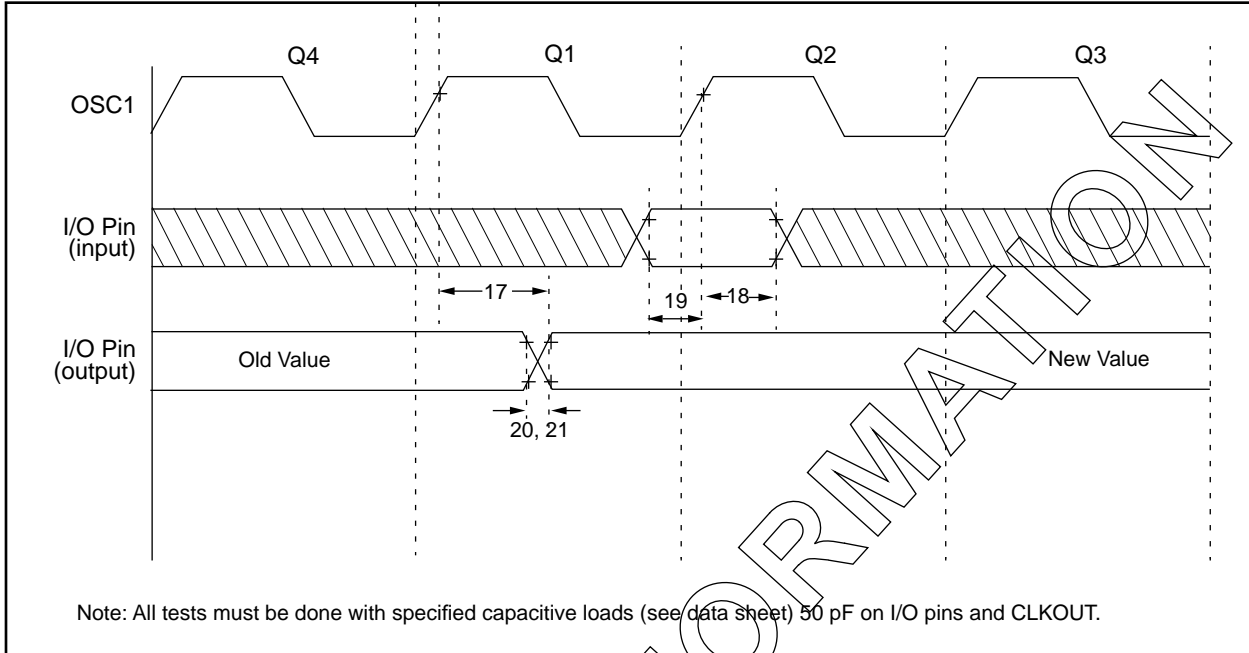 Q4 Q1 Q2 Q3
OSC1
I/O Pin
(input)
17
19
18
I/O Pin
(output)
Old Value
New Value
20, 21
Note: All tests must be done with specified capacitive loads (see data sheet) 50 pF on I/O pins and CLKOUT.
ORMATION